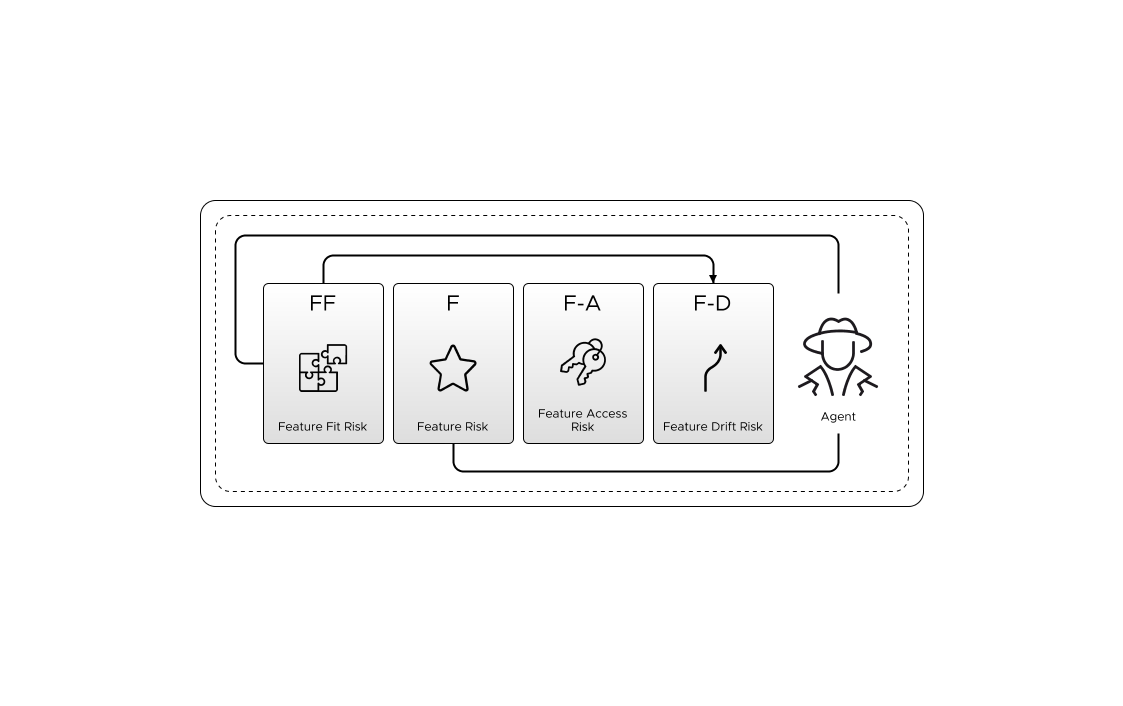 FF
F
F-A
F-D
Feature Fit Risk
Feature Risk
Feature Access
Risk
Feature Drift Risk
Agent